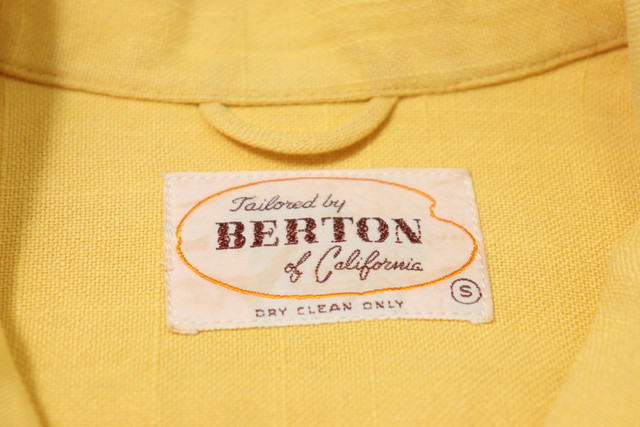 Tailored by
BERTON
of California
S
DRY CLEAN ONLY